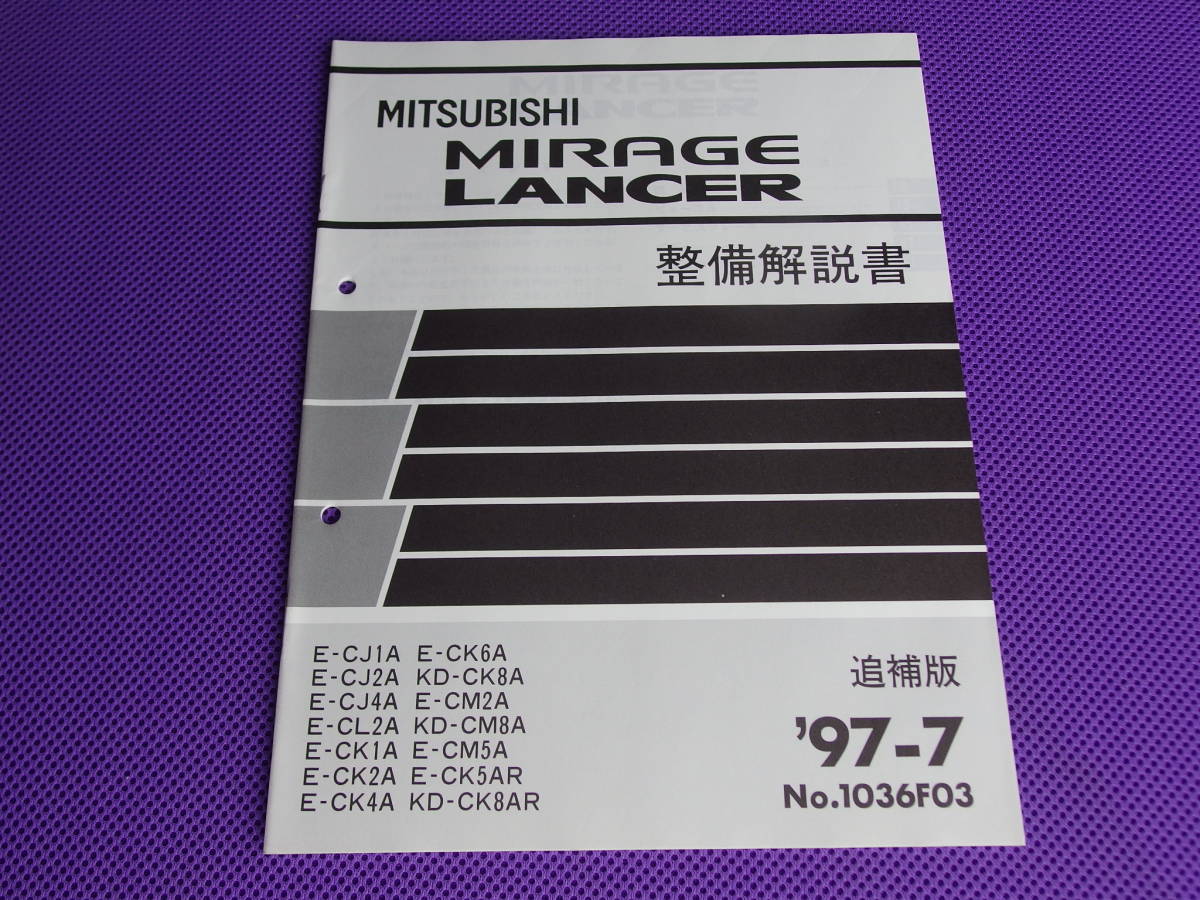 MITSUBISHI
MIRAGE
LANCER
整備解説書
E-CJ1A E-CK6A
E-CJ2A KD-CK8A
E-CJ4A E-CM2A
E-CL2A KD-CM8A
E-CK1A E-CM5A
E-CK2A E-CK5AR
E-CK4A KD-CK8AR
追補版
'97-7
No.1036F03